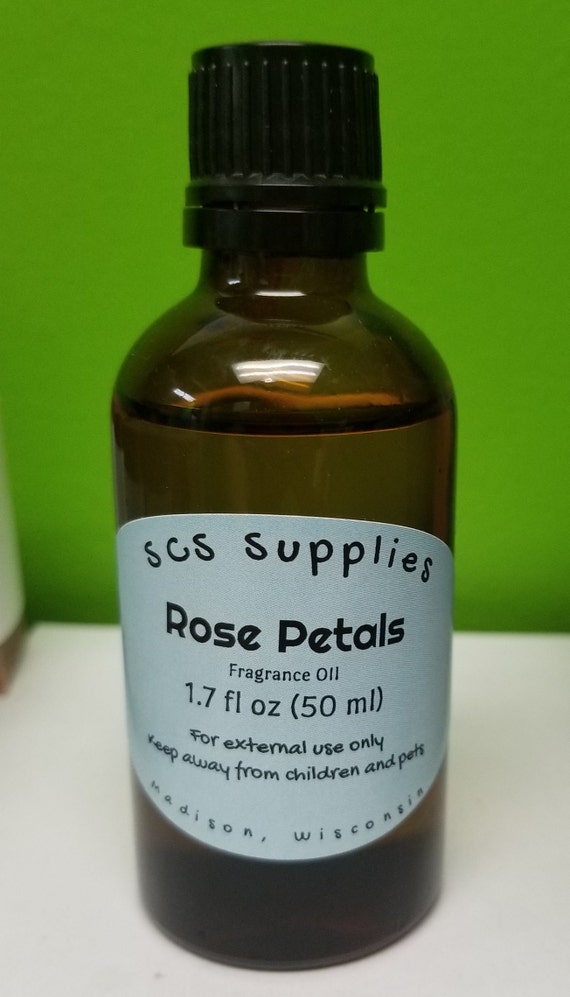 SCS Supplies
Rose Petals
Fragrance Oil
1.7 fl oz (50 ml)
For external use only
Keep away from children and pets
Madison, Wisconsin